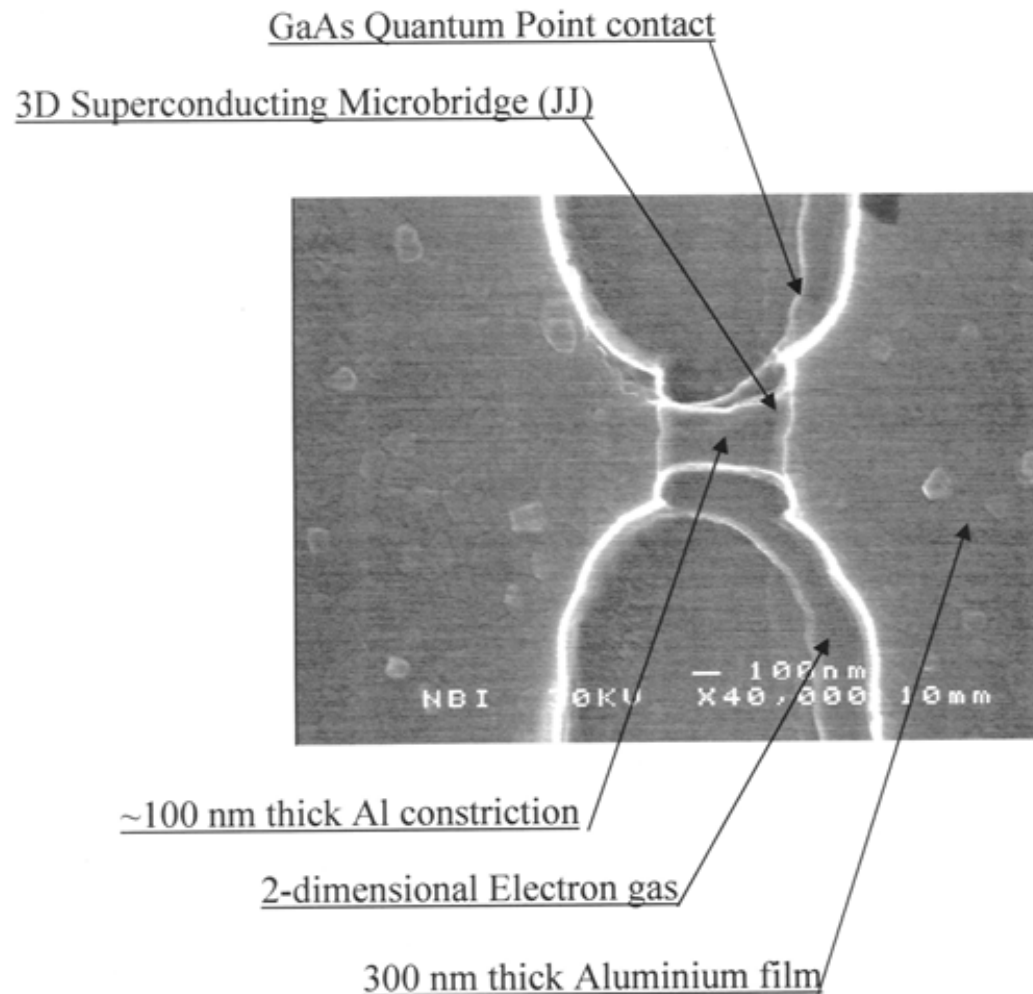 GaAs Quantum Point contact
3D Superconducting Microbridge (JJ)
100nm
NBI 30KV X40,000 10mm
~100 nm thick Al constriction
2-dimensional Electron gas
300 nm thick Aluminium film